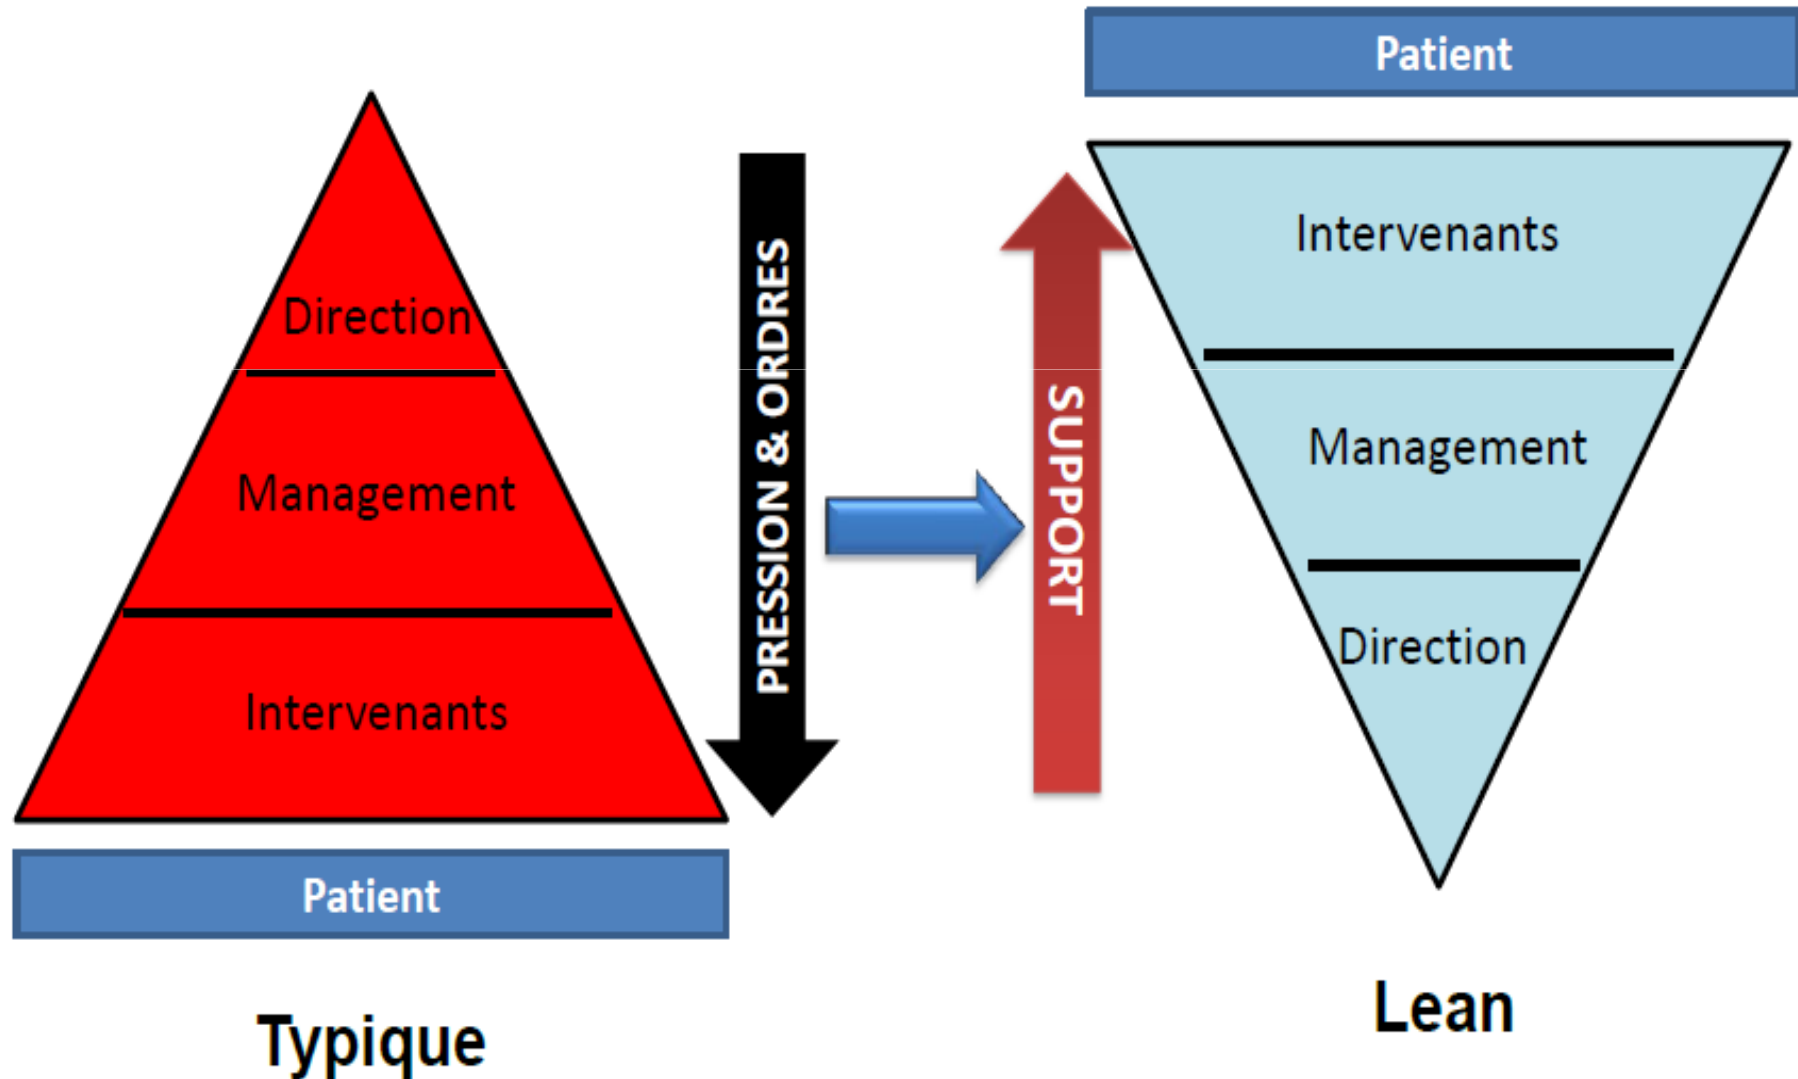 Direction
Management
Intervenants
Patient
Typique
PRESSION & ORDRES
SUPPORT
Patient
Intervenants
Management
Direction
Lean